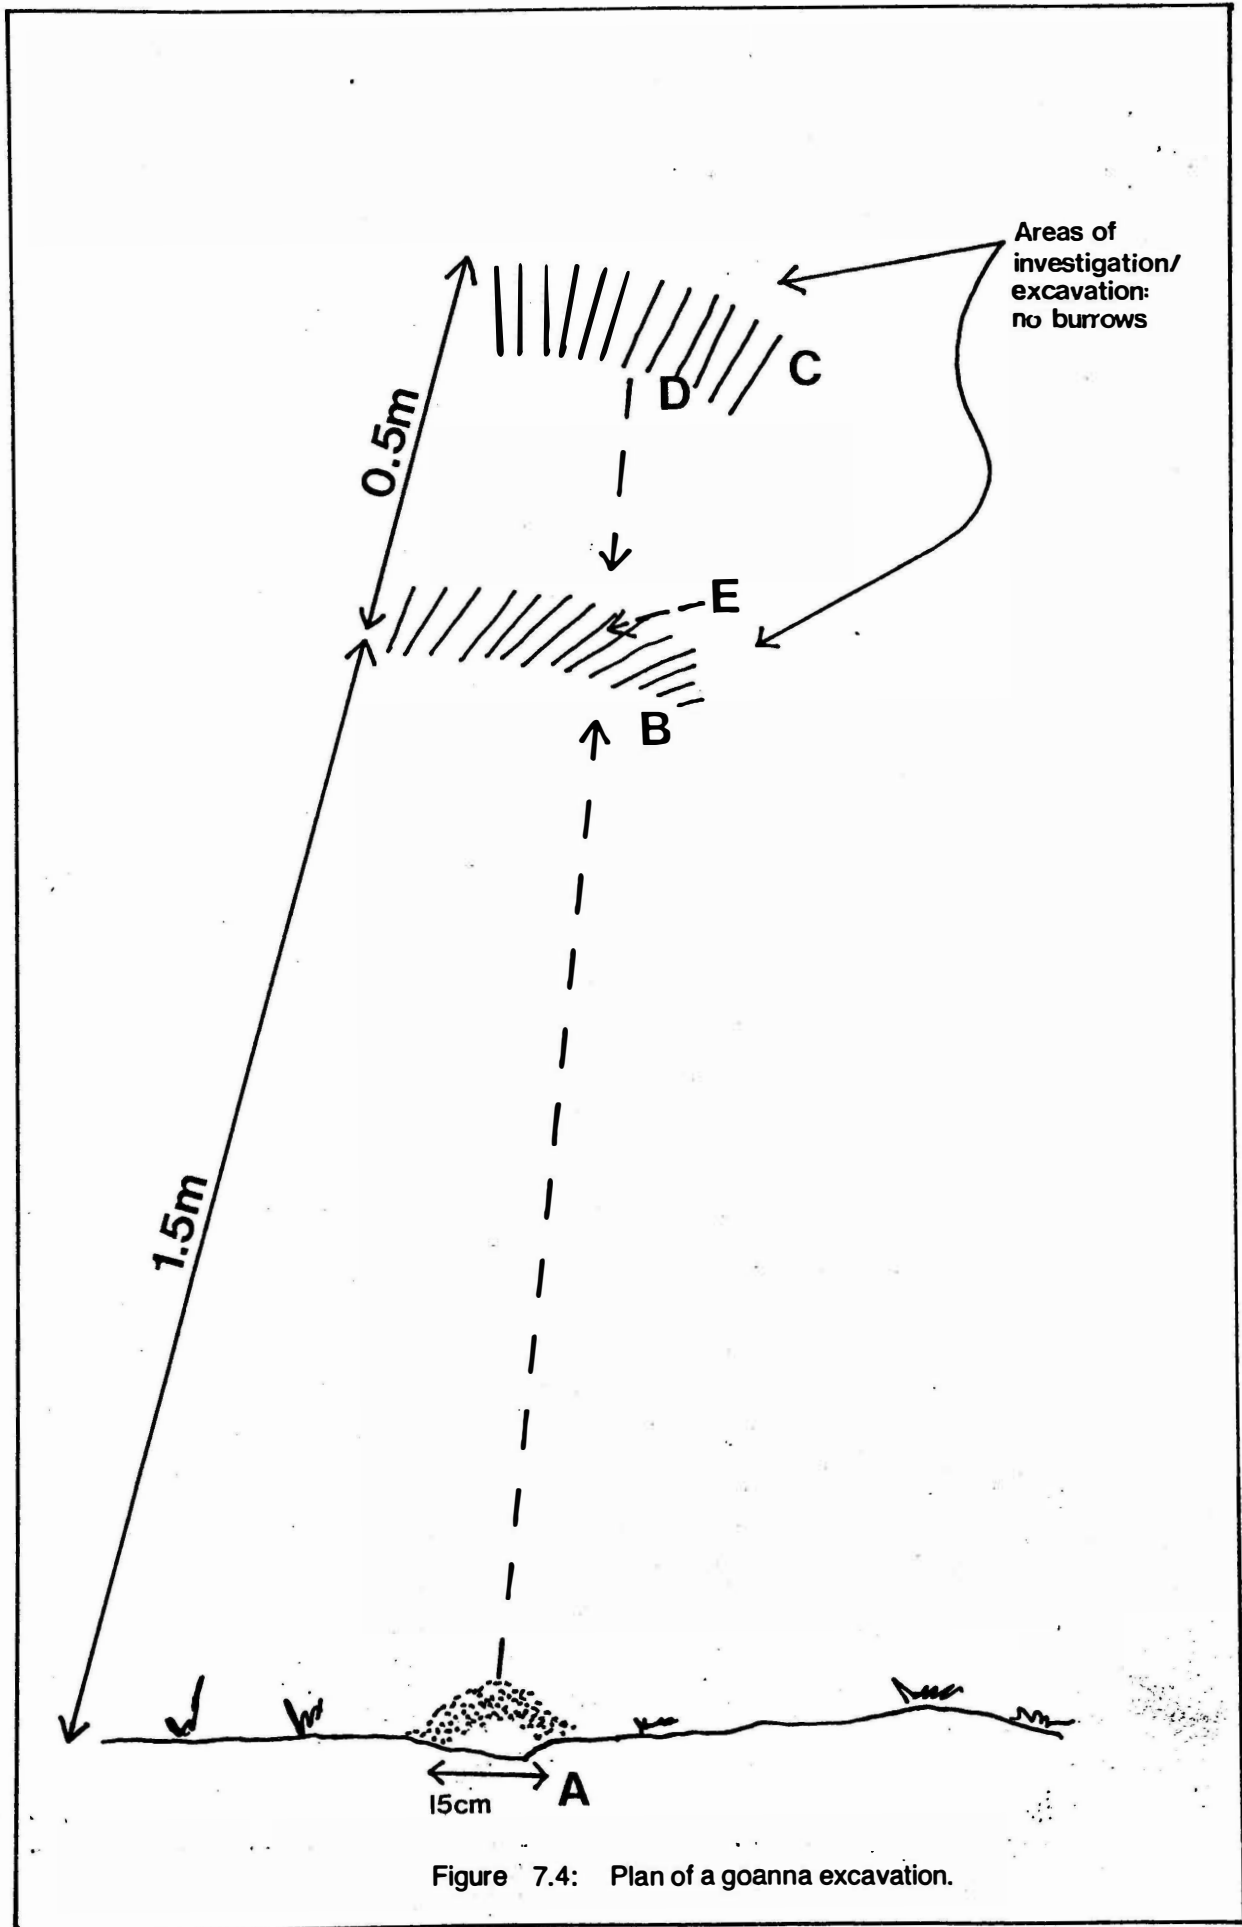 Areas of
investigation/
excavation:
no burrows
C
D
0.5m
E
B
1.5m
A
15cm
Figure 7.4: Plan of a goanna excavation.